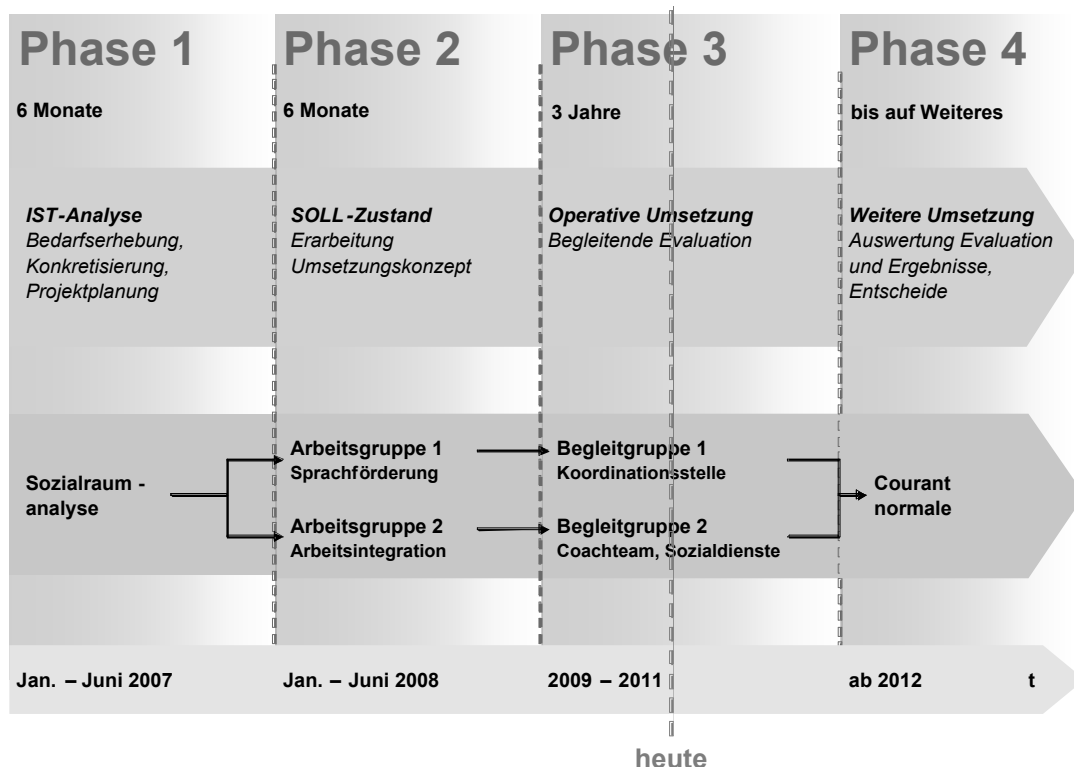 Phase 1
Phase 2
Phase 3
Phase 4
6 Monate
6 Monate
3 Jahre
bis auf Weiteres
IST-Analyse
Bedarfserhebung,
Konkretisierung,
Projektplanung
SOLL-Zustand
Erarbeitung
Umsetzungskonzept
Operative Umsetzung
Begleitende Evaluation
Weitere Umsetzung
Auswertung Evaluation
und Ergebnisse,
Entscheide
Sozialraum -
analyse
Arbeitsgruppe 1
Sprachförderung
Arbeitsgruppe 2
Arbeitsintegration
Begleitgruppe 1
Koordinationsstelle
Begleitgruppe 2
Coachteam, Sozialdienste
Courant
normale
Jan. – Juni 2007
Jan. – Juni 2008
2009 – 2011
ab 2012
t
heute